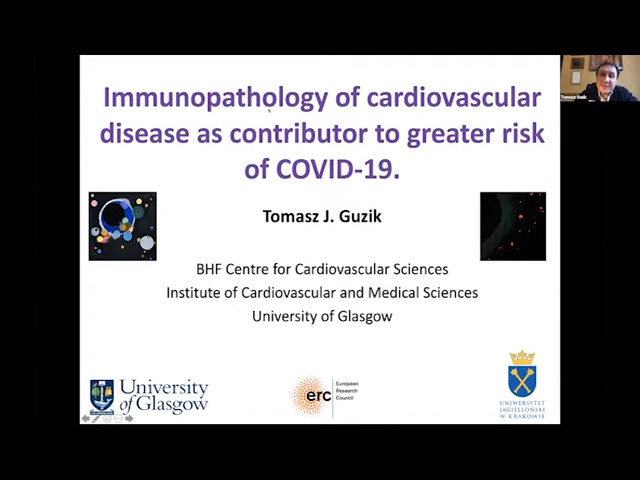 Tomasz Guzik
Immunopathology of cardiovascular
disease as contributor to greater risk
of COVID-19.
Tomasz J. Guzik
BHF Centre for Cardiovascular Sciences
Institute of Cardiovascular and Medical Sciences
University of Glasgow
University
of Glasgow
erc
European
Research
Council
UNIWERSYTET
JAGIELLOŃSKI
W KRAKOWIE